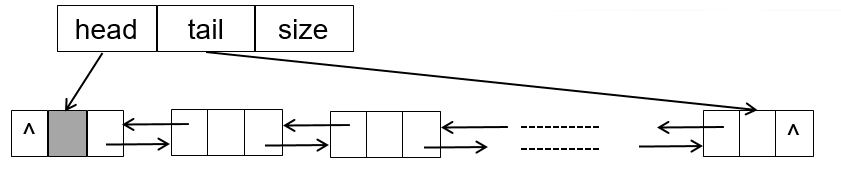 head tail size
^ ^